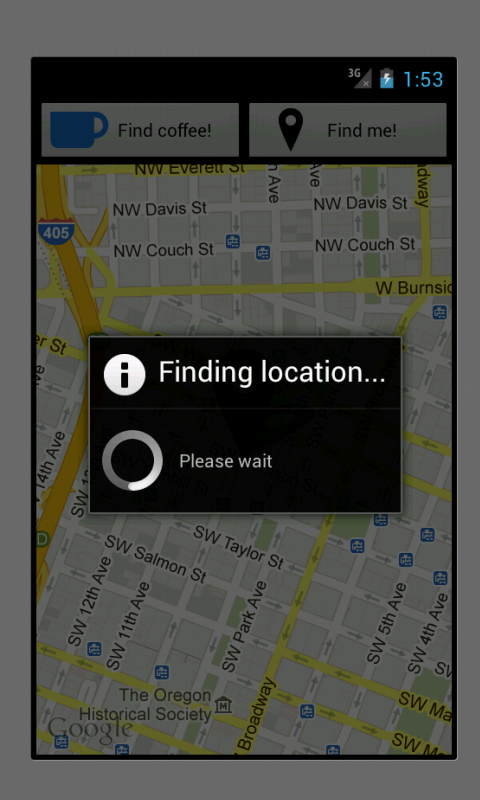 3G
1:53
Find coffee!
Find me!
NW Everett St
NW Davis St
NW Davis St
405
NW Couch St
NW Couch St
W Burnsi
er St
Finding location...
Please wait
14th Ave
SW Taylor St
SW Salmon St
SW 12th Ave
SW 11th Ave
SW Park Ave
SW 5th Ave
SW 4th Ave
The Oregon
Historical Society
Broadway
SW Ma
SW Ma
Google